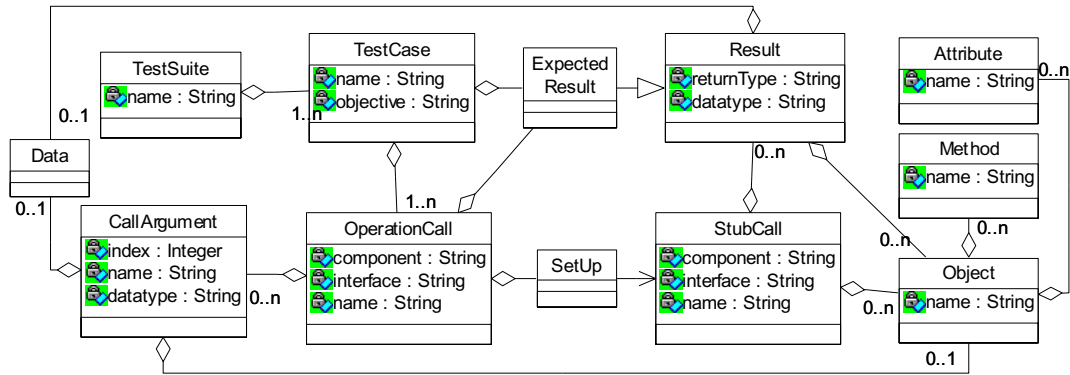 TestSuite
name : String
TestCase
name : String
objective : String
1..n
Expected
Result
Result
returnType : String
datatype : String
0..n
Attribute
name : String
0..n
0..1
Data
0..1
Method
name : String
0..n
CallArgument
index : Integer
name : String
datatype : String
0..n
1..n
OperationCall
component : String
interface : String
name : String
SetUp
StubCall
component : String
interface : String
name : String
0..n
0..n
Object
name : String
0..1